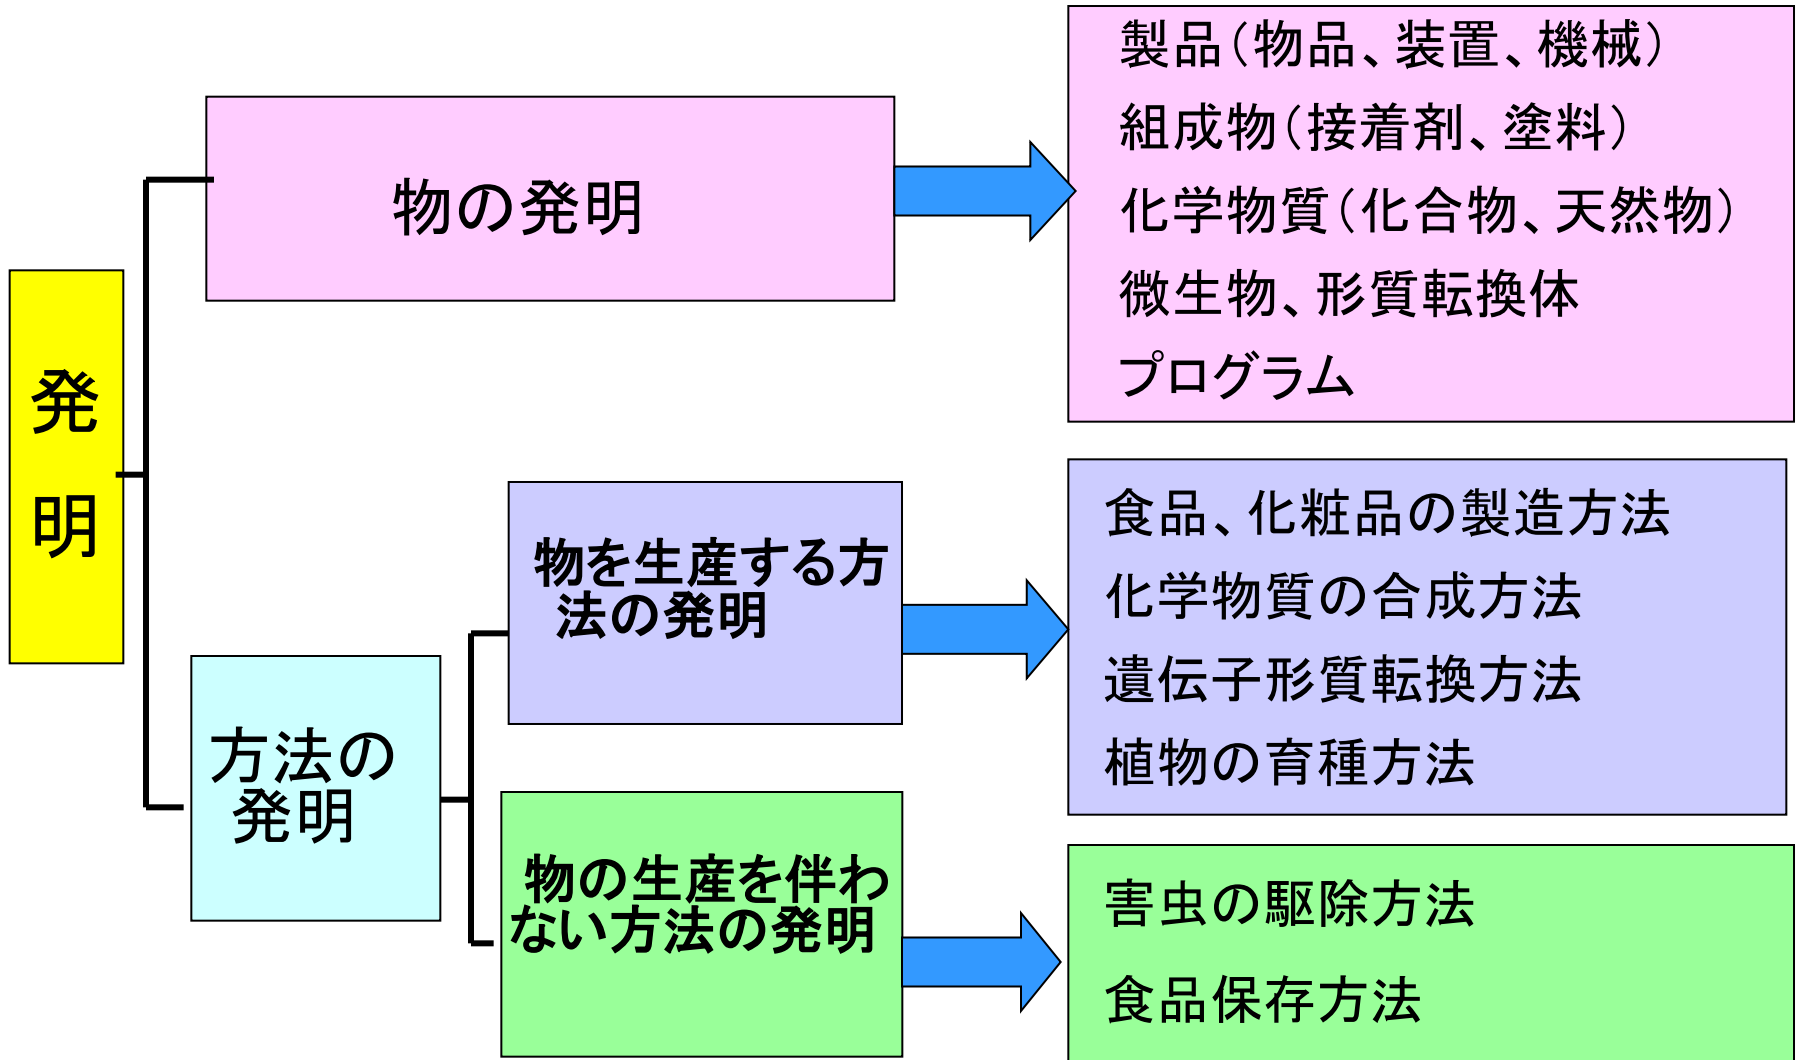 発
明
物の発明
製品（物品、装置、機械）
組成物（接着剤、塗料）
化学物質（化合物、天然物）
微生物、形質転換体
プログラム
方法の
発明
物を生産する方
法の発明
食品、化粧品の製造方法
化学物質の合成方法
遺伝子形質転換方法
植物の育種方法
物の生産を伴わ
ない方法の発明
害虫の駆除方法
食品保存方法